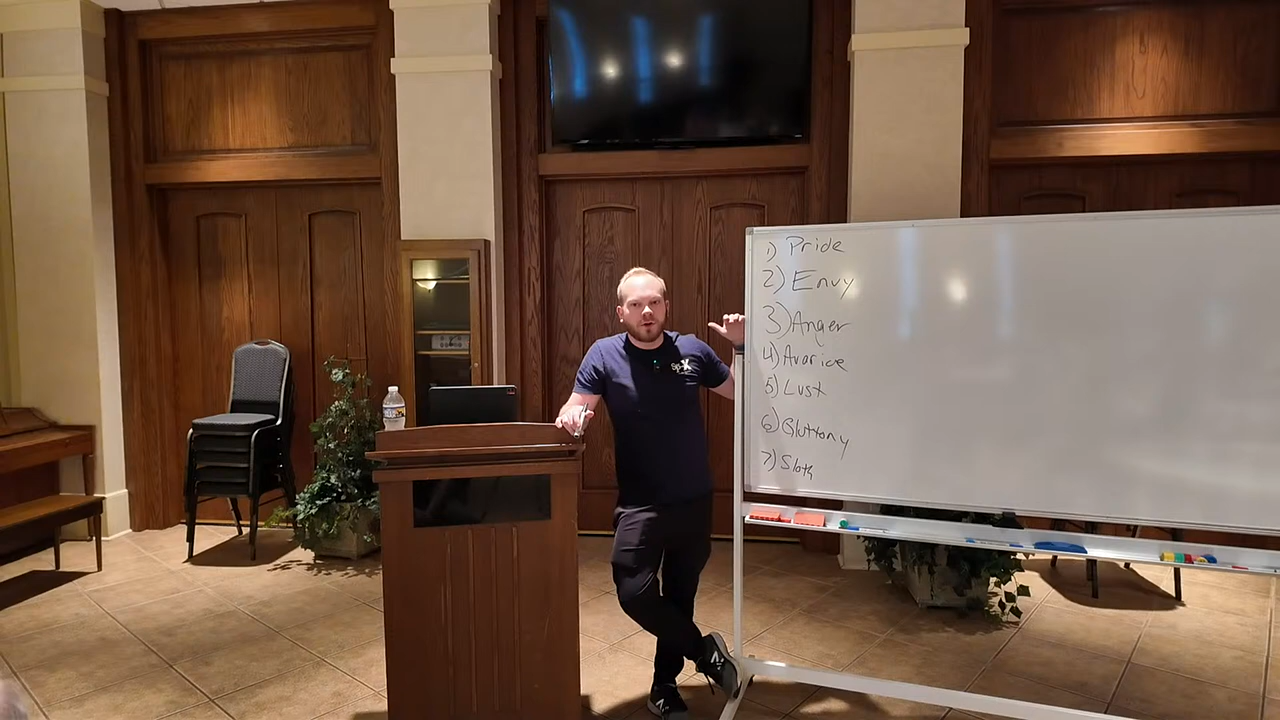 1) Pride
2) Envy
3) Anger
4) Avarice
5) Lust
6) Gluttony
7) Sloth